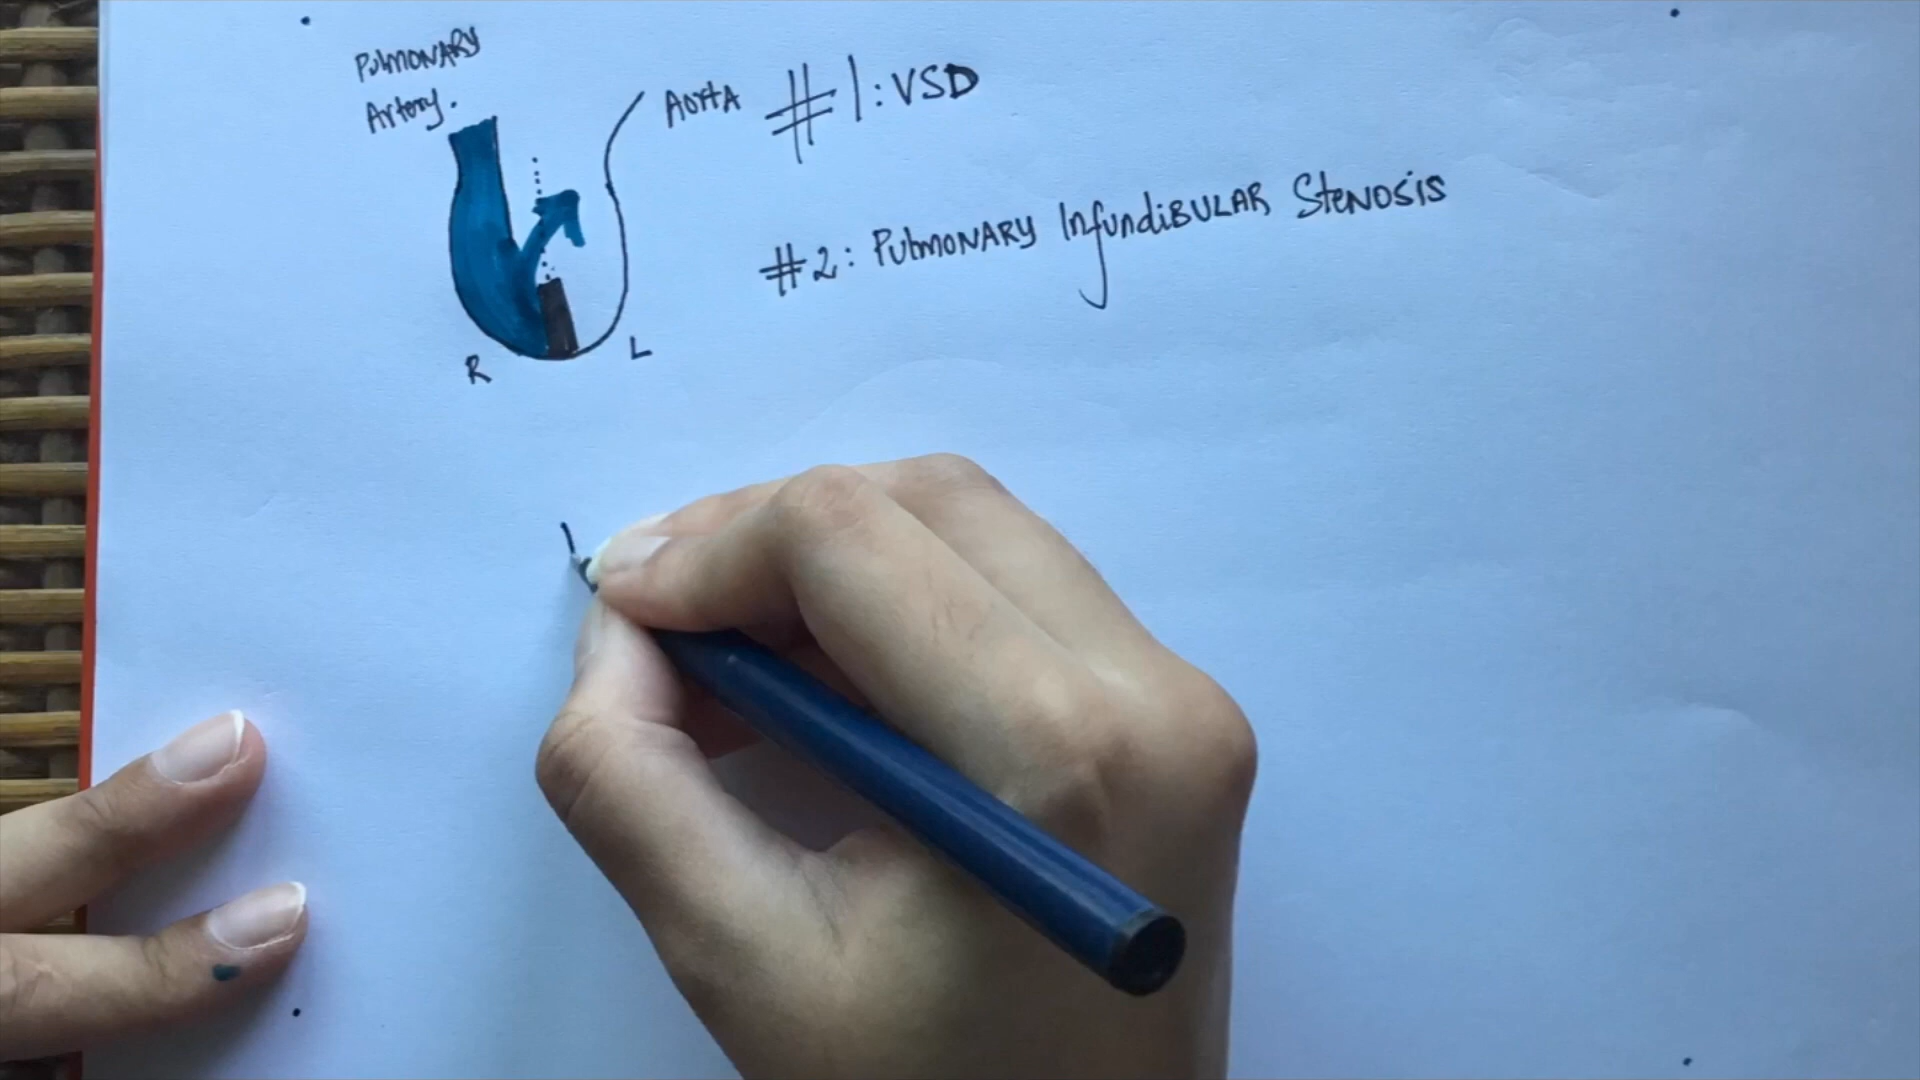 Pulmonary
Artery.
Aorta
#1: VSD
#2: Pulmonary Infundibular Stenosis
R
L